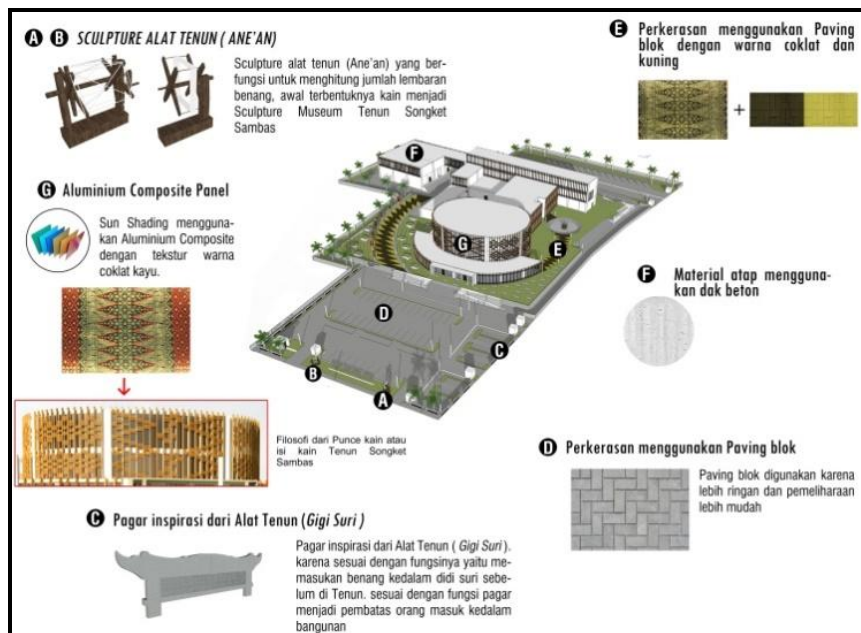 A B SCULPTURE ALAT TENUN ( ANE'AN)
Sculpture alat tenun (Ane'an) yang ber-
fungsi untuk menghitung jumlah lembaran
benang, awal terbentuknya kain menjadi
Sculpture Museum Tenun Songket
Sambas
E Perkerasan menggunakan Paving
blok dengan warna coklat dan
kuning
+
G Aluminium Composite Panel
Sun Shading mengguna-
kan Aluminium Composite
dengan tekstur warna
coklat kayu.
Filosofi dari Punce kain atau
isi kain Tenun Songket
Sambas
F
G
E
D
C
B
A
F Material atap mengguna-
kan dak beton
D Perkerasan menggunakan Paving blok
Paving blok digunakan karena
lebih ringan dan pemeliharaan
lebih mudah
C Pagar inspirasi dari Alat Tenun (Gigi Suri )
Pagar inspirasi dari Alat Tenun ( Gigi Suri ).
karena sesuai dengan fungsinya yaitu me-
masukan benang kedalam didi suri sebe-
lum di Tenun. sesuai dengan fungsi pagar
menjadi pembatas orang masuk kedalam
bangunan